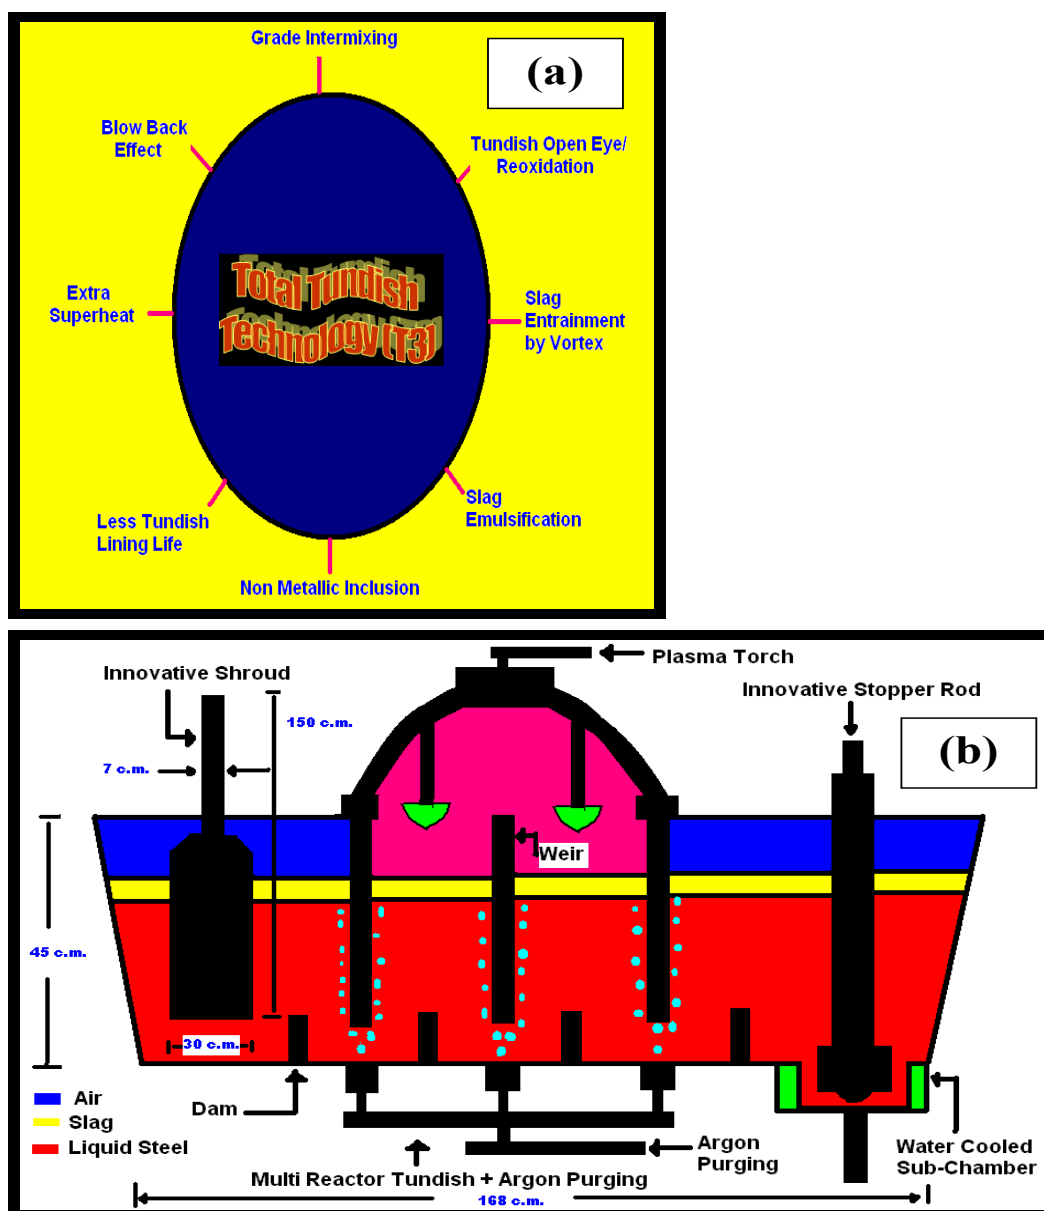 Grade Intermixing
(a)
Blow Back
Effect
Tundish Open Eye/
Reoxidation
Total Tundish
Technology (T3)
Extra
Superheat
Slag
Entrainment
by Vortex
Less Tundish
Lining Life
Slag
Emulsification
Non Metallic Inclusion
Plasma Torch
Innovative Shroud
Innovative Stopper Rod
150 c.m.
(b)
7 c.m.
Weir
45 c.m.
30 c.m.
Air
Slag
Liquid Steel
Dam
Argon
Purging
Water Cooled
Sub-Chamber
Multi Reactor Tundish + Argon Purging
168 c.m.